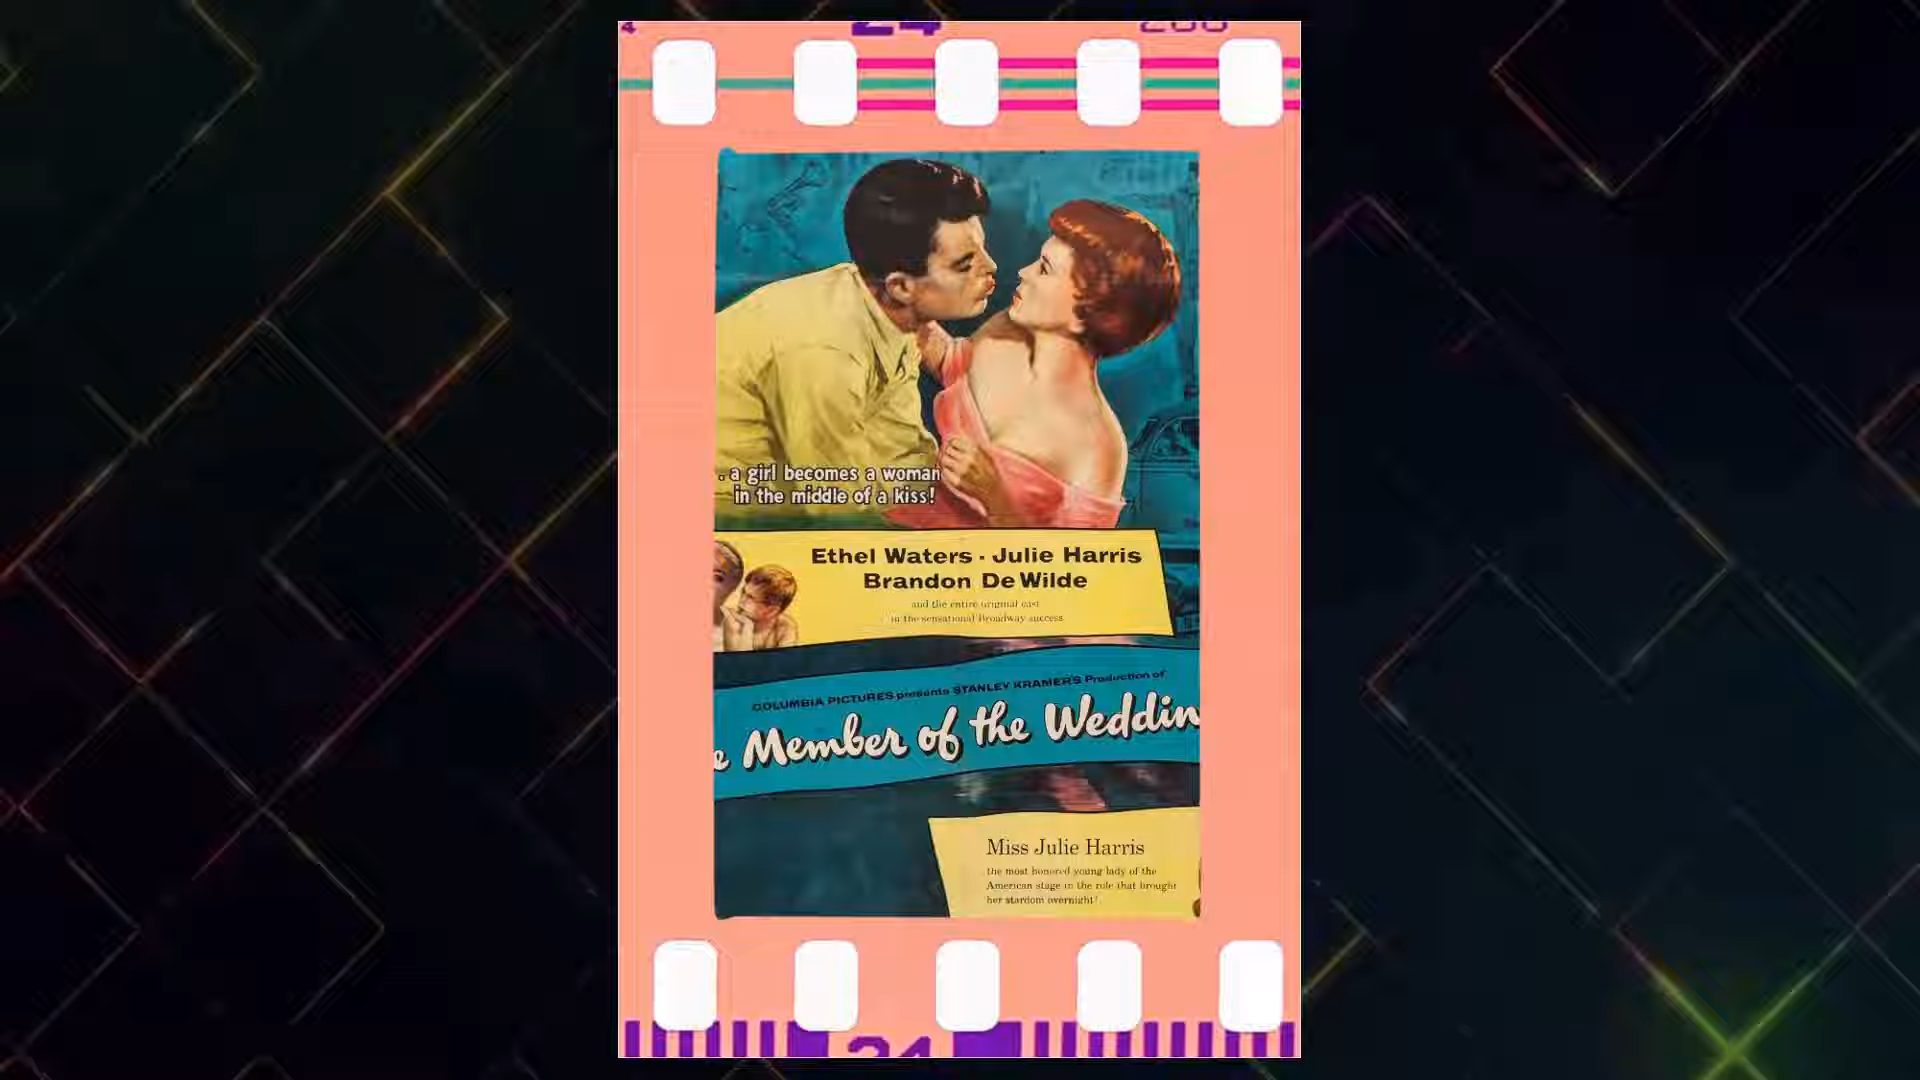 . a girl becomes a woman
in the middle of a kiss!
Ethel Waters · Julie Harris
Brandon De Wilde
and the entire original cast
in the sensational Broadway success
COLUMBIA PICTURES presents STANLEY KRAMER'S Production of
e Member of the Weddin
Miss Julie Harris
the most honored young lady of the
American stage in the role that brought
her stardom overnight!
24